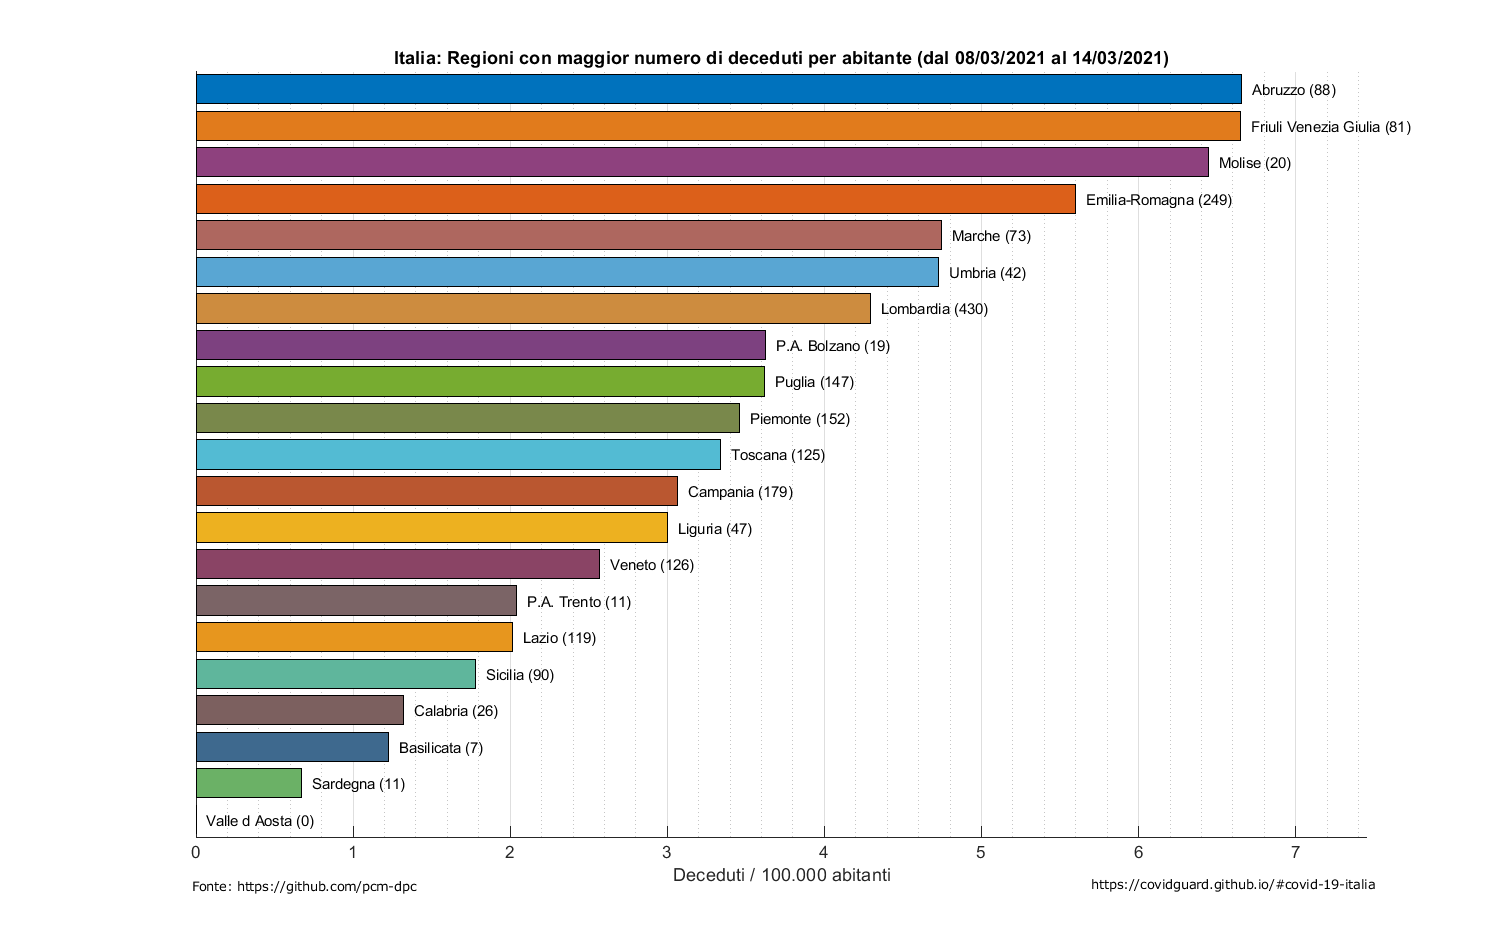 Italia: Regioni con maggior numero di deceduti per abitante (dal 08/03/2021 al 14/03/2021)
Abruzzo (88)
Friuli Venezia Giulia (81)
Molise (20)
Emilia-Romagna (249)
Marche (73)
Umbria (42)
Lombardia (430)
P.A. Bolzano (19)
Puglia (147)
Piemonte (152)
Toscana (125)
Campania (179)
Liguria (47)
Veneto (126)
P.A. Trento (11)
Lazio (119)
Sicilia (90)
Calabria (26)
Basilicata (7)
Sardegna (11)
Valle d Aosta (0)
0 1 2 3 4 5 6 7
Deceduti / 100.000 abitanti
Fonte: https://github.com/pcm-dpc
https://covidguard.github.io/#covid-19-italia